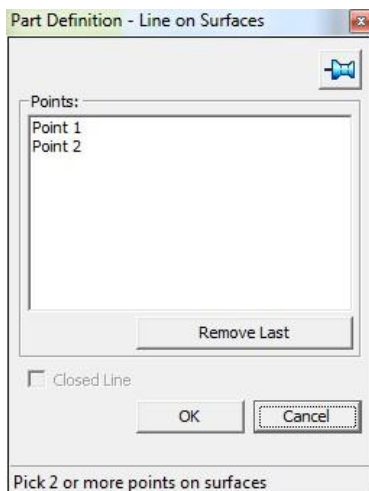 Part Definition - Line on Surfaces
Points:
Point 1
Point 2
Remove Last
Closed Line
OK
Cancel
Pick 2 or more points on surfaces